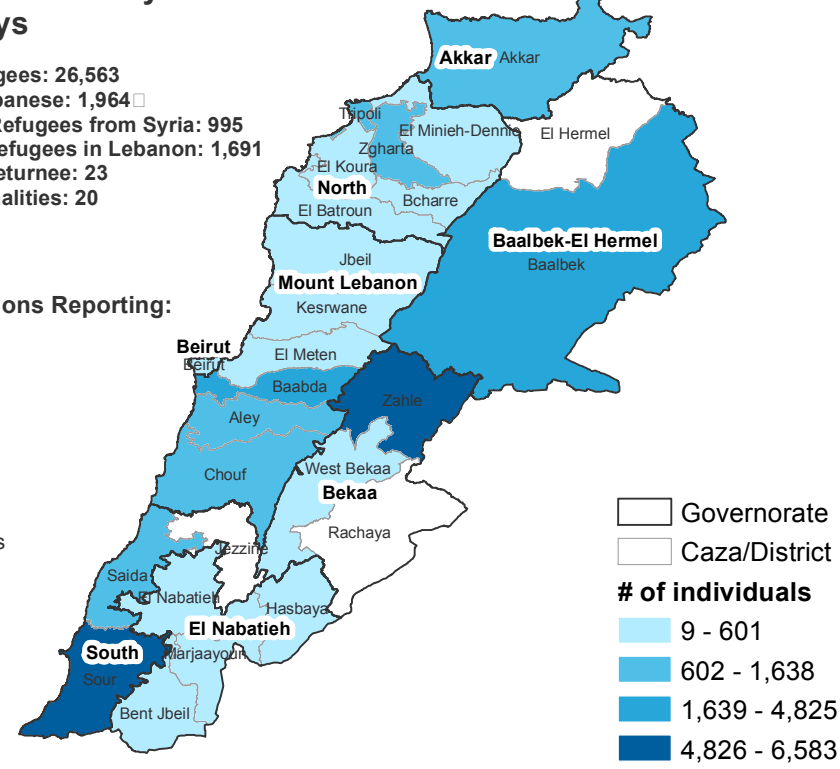 ys
gees: 26,563
banese: 1,964□
Refugees from Syria: 995
efugees in Lebanon: 1,691
eturnee: 23
alities: 20
ons Reporting:
s
Akkar Akkar
Tripoli
El Minieh-Dennie
El Hermel
Zgharta
El Koura
North
Bcharre
El Batroun
Baalbek-El Hermel
Baalbek
Jbeil
Mount Lebanon
Kesrwane
Beirut
Beirut
El Meten
Baabda
Zahle
Aley
Chouf
West Bekaa
Bekaa
Rachaya
Jezzine
Saida
El Nabatieh
Hasbaya
El Nabatieh
South
Marjaayoun
Sour
Bent Jbeil
Governorate
Caza/District
# of individuals
9 - 601
602 - 1,638
1,639 - 4,825
4,826 - 6,583